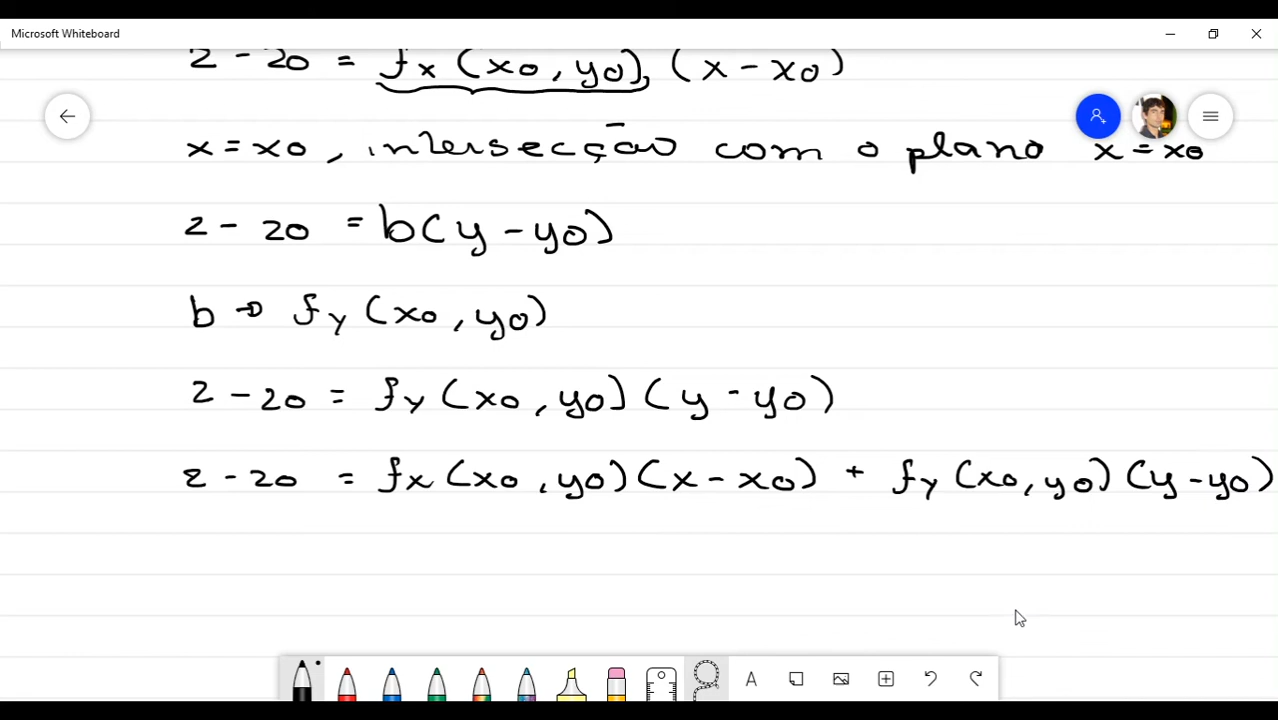 Microsoft Whiteboard
z - z0 = fx (x0, y0) (x - x0)
x = x0, intersecção com o plano x = x0
z - z0 = b(y - y0)
b → fy (x0, y0)
z - z0 = fy (x0, y0) (y - y0)
z - z0 = fx (x0, y0) (x - x0) + fy (x0, y0) (y - y0)